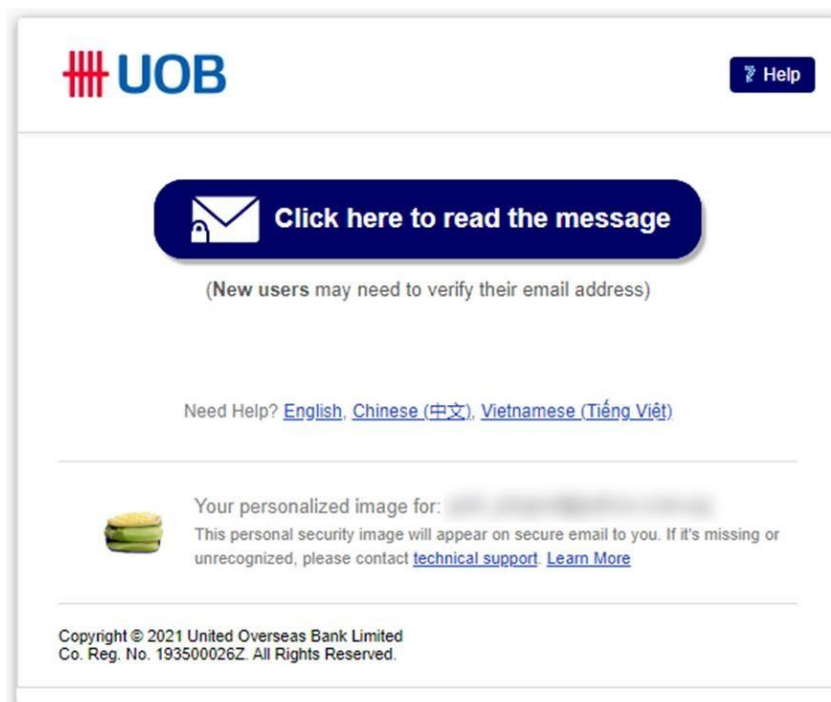 UOB
Help
Click here to read the message
(New users may need to verify their email address)
Need Help? English, Chinese (中文), Vietnamese (Tiếng Việt)
Your personalized image for:
This personal security image will appear on secure email to you. If it's missing or
unrecognized, please contact technical support. Learn More
Copyright © 2021 United Overseas Bank Limited
Co. Reg. No. 193500026Z. All Rights Reserved.